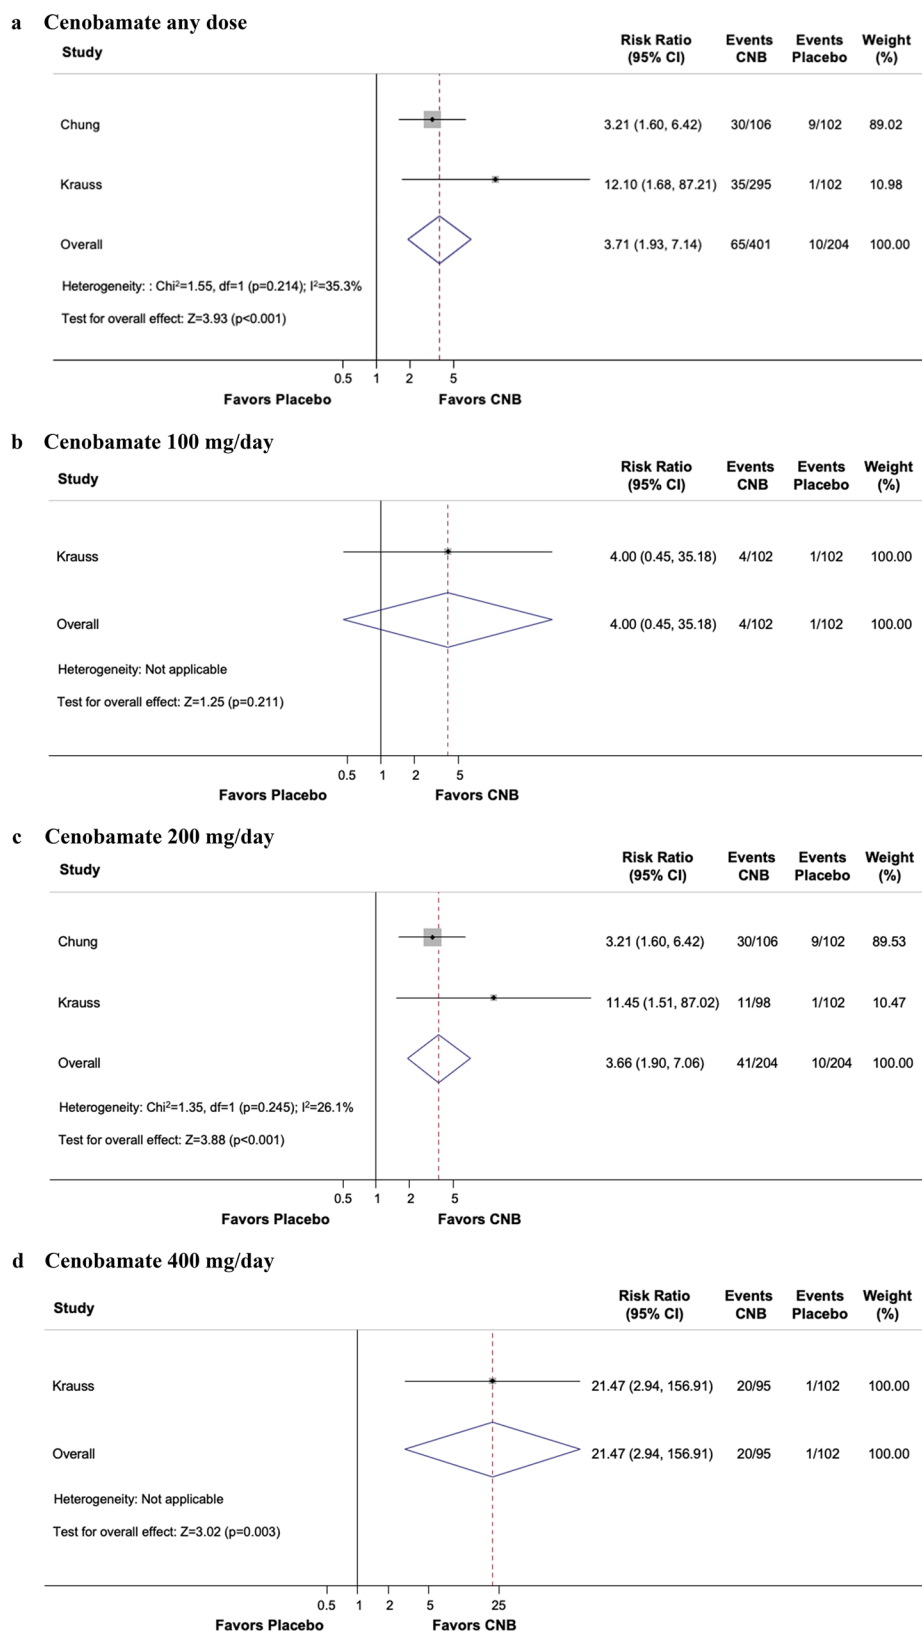 a Cenobamate any dose
Study Risk Ratio (95% CI) Events CNB Events Placebo Weight (%)
Chung 3.21 (1.60, 6.42) 30/106 9/102 89.02
Krauss 12.10 (1.68, 87.21) 35/295 1/102 10.98
Overall 3.71 (1.93, 7.14) 65/401 10/204 100.00
Heterogeneity: : Chi²=1.55, df=1 (p=0.214); I²=35.3%
Test for overall effect: Z=3.93 (p<0.001)
0.5 1 2 5
Favors Placebo Favors CNB
b Cenobamate 100 mg/day
Study Risk Ratio (95% CI) Events CNB Events Placebo Weight (%)
Krauss 4.00 (0.45, 35.18) 4/102 1/102 100.00
Overall 4.00 (0.45, 35.18) 4/102 1/102 100.00
Heterogeneity: Not applicable
Test for overall effect: Z=1.25 (p=0.211)
0.5 1 2 5
Favors Placebo Favors CNB
c Cenobamate 200 mg/day
Study Risk Ratio (95% CI) Events CNB Events Placebo Weight (%)
Chung 3.21 (1.60, 6.42) 30/106 9/102 89.53
Krauss 11.45 (1.51, 87.02) 11/98 1/102 10.47
Overall 3.66 (1.90, 7.06) 41/204 10/204 100.00
Heterogeneity: Chi²=1.35, df=1 (p=0.245); I²=26.1%
Test for overall effect: Z=3.88 (p<0.001)
0.5 1 2 5
Favors Placebo Favors CNB
d Cenobamate 400 mg/day
Study Risk Ratio (95% CI) Events CNB Events Placebo Weight (%)
Krauss 21.47 (2.94, 156.91) 20/95 1/102 100.00
Overall 21.47 (2.94, 156.91) 20/95 1/102 100.00
Heterogeneity: Not applicable
Test for overall effect: Z=3.02 (p=0.003)
0.5 1 2 5 25
Favors Placebo Favors CNB